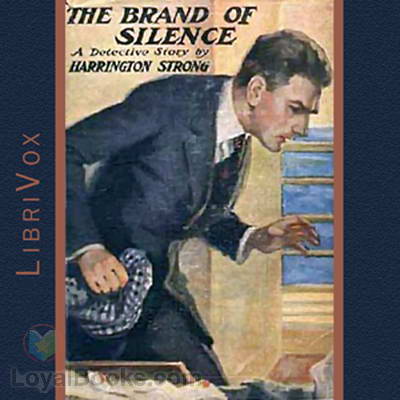 THE BRAND OF
SILENCE
A Detective Story by
HARRINGTON STRONG
LIBRIVOX
LoyalBooks.com